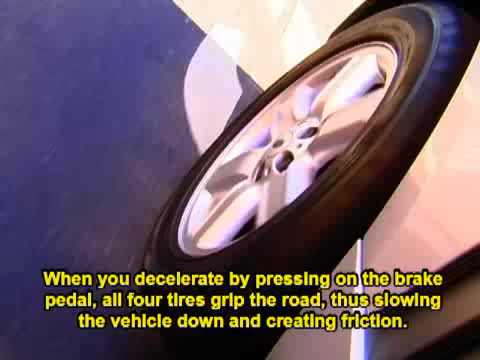 When you decelerate by pressing on the brake
pedal, all four tires grip the road, thus slowing
the vehicle down and creating friction.